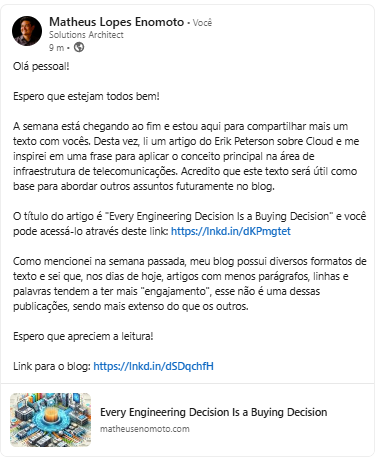 Matheus Lopes Enomoto • Você
Solutions Architect
9 m •
Olá pessoal!
Espero que estejam todos bem!
A semana está chegando ao fim e estou aqui para compartilhar mais um
texto com vocês. Desta vez, li um artigo do Erik Peterson sobre Cloud e me
inspirei em uma frase para aplicar o conceito principal na área de
infraestrutura de telecomunicações. Acredito que este texto será útil como
base para abordar outros assuntos futuramente no blog.
O título do artigo é "Every Engineering Decision Is a Buying Decision" e você
pode acessá-lo através deste link: https://lnkd.in/dKPmgtet
Como mencionei na semana passada, meu blog possui diversos formatos de
texto e sei que, nos dias de hoje, artigos com menos parágrafos, linhas e
palavras tendem a ter mais "engajamento", esse não é uma dessas
publicações, sendo mais extenso do que os outros.
Espero que apreciem a leitura!
Link para o blog: https://lnkd.in/dSDqchfH
Every Engineering Decision Is a Buying Decision
matheusenomoto.com